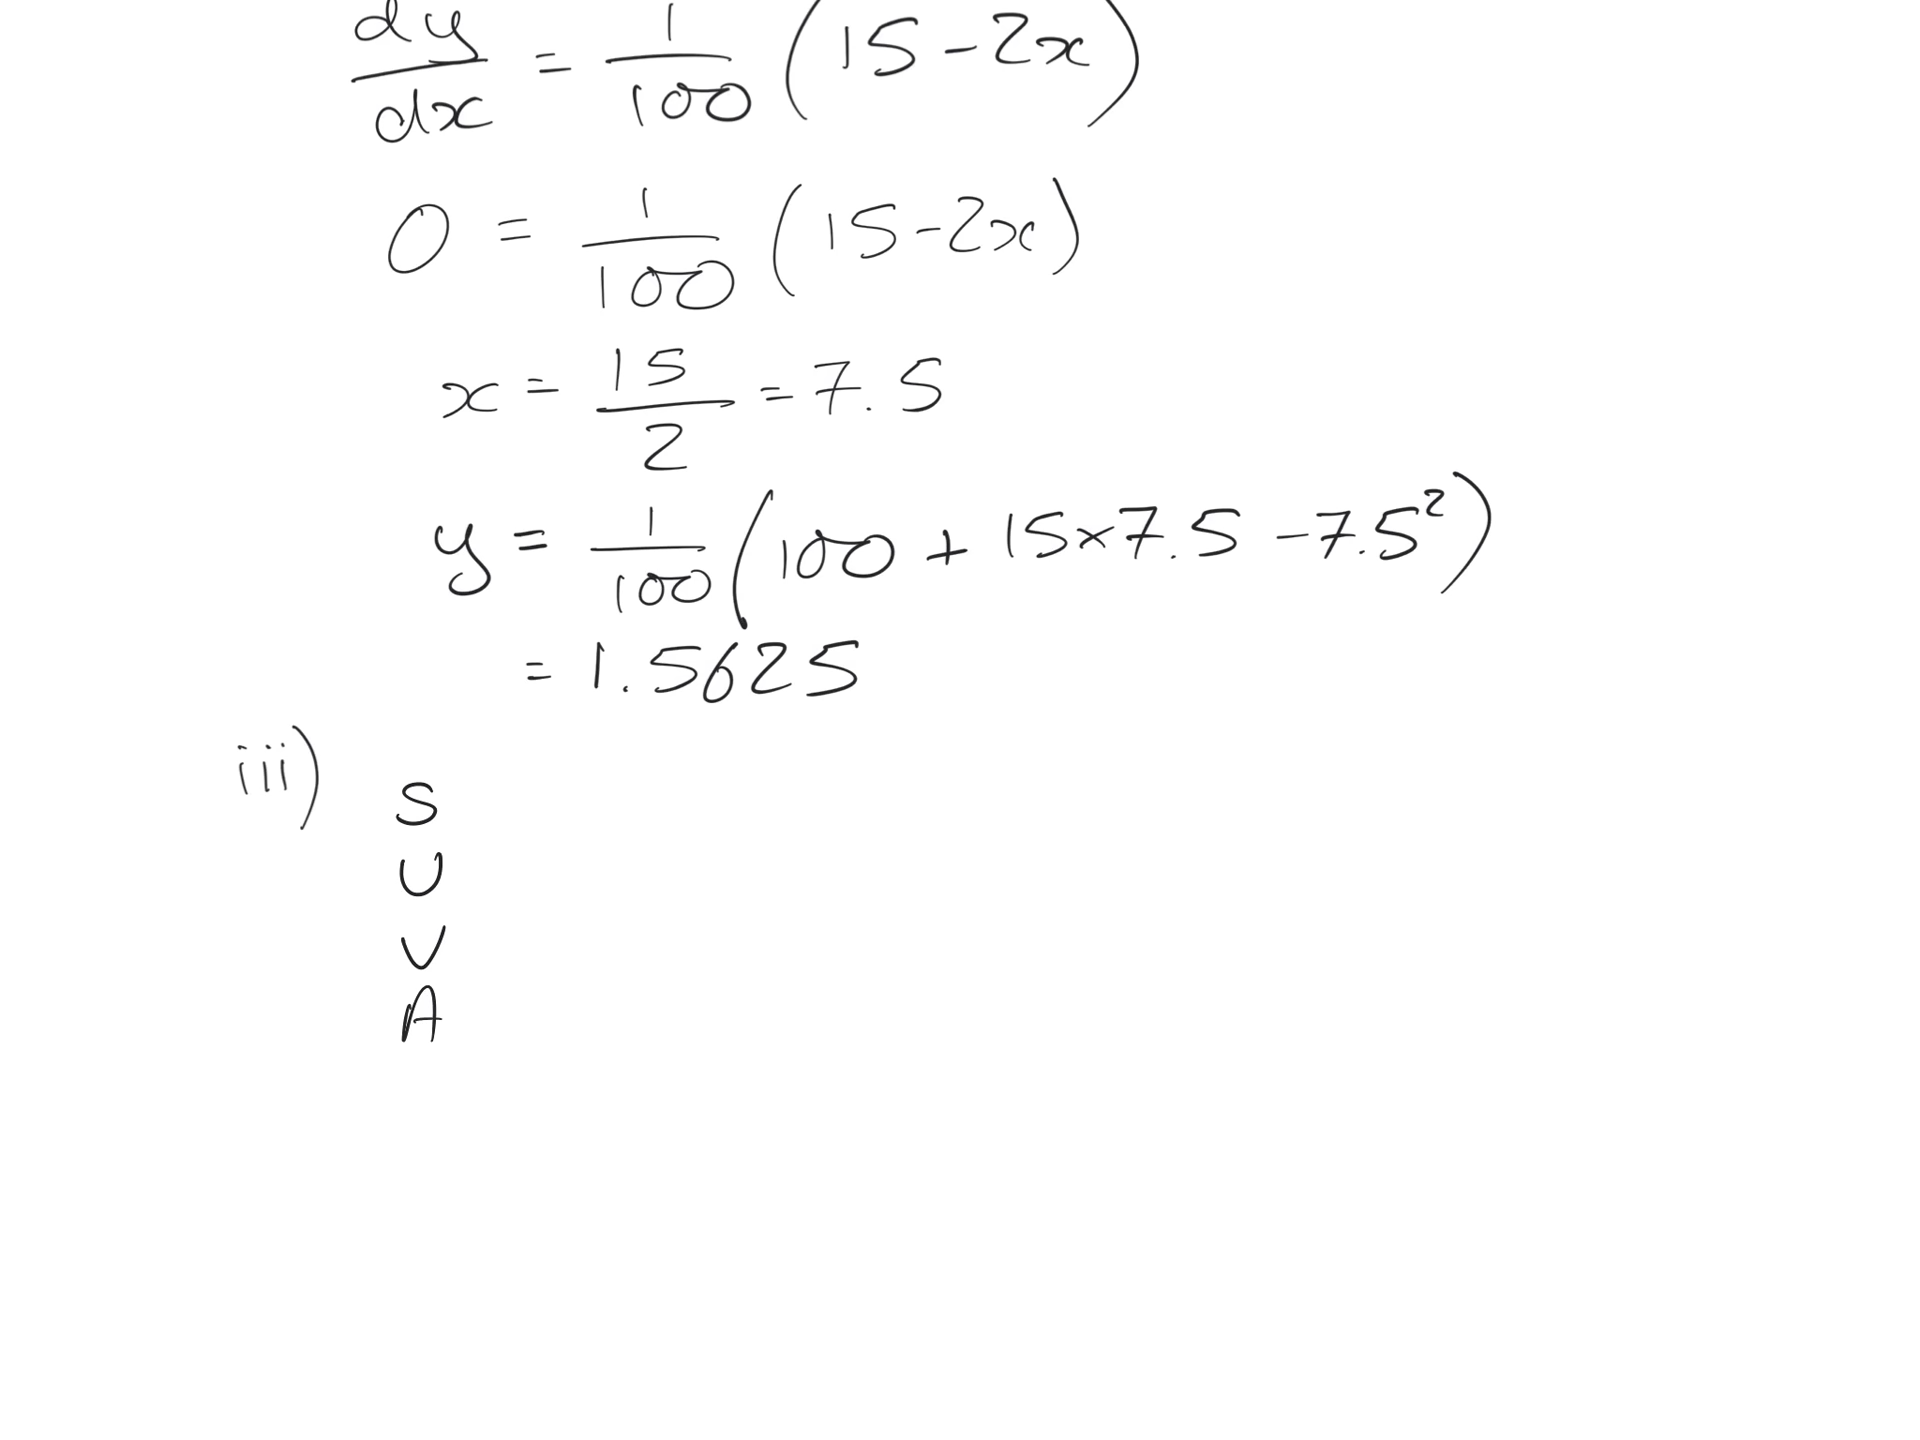 dy/dx = 1/100 (15 - 2x)
0 = 1/100 (15 - 2x)
x = 15/2 = 7.5
y = 1/100 (100 + 15×7.5 - 7.5²)
= 1.5625
iii)
S
U
V
A